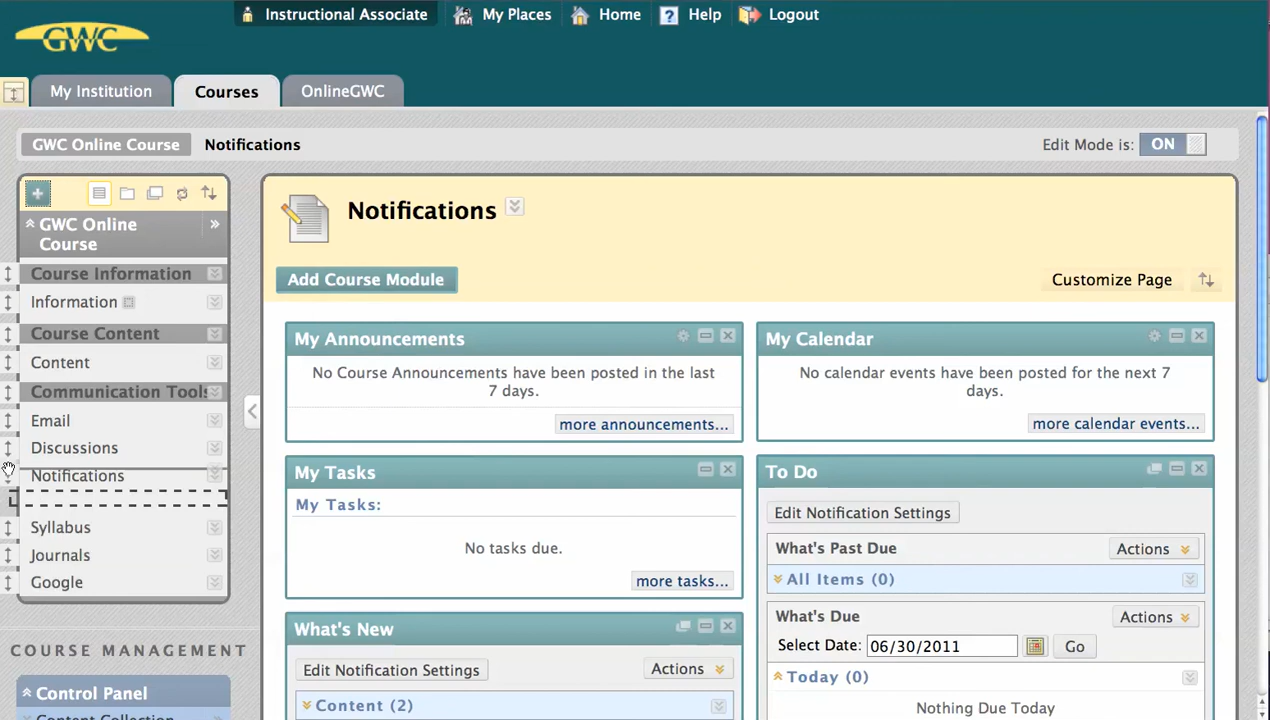 Instructional Associate
My Places
Home
Help
Logout
GWC
My Institution
Courses
OnlineGWC
GWC Online Course
Notifications
Edit Mode is:
ON
GWC Online
Course
Course Information
Information
Course Content
Content
Communication Tools
Email
Discussions
Notifications
Syllabus
Journals
Google
COURSE MANAGEMENT
Control Panel
Content Collection
Notifications
Add Course Module
Customize Page
My Announcements
No Course Announcements have been posted in the last
7 days.
more announcements...
My Tasks
My Tasks:
No tasks due.
more tasks...
What's New
Edit Notification Settings
Actions
Content (2)
My Calendar
No calendar events have been posted for the next 7
days.
more calendar events...
To Do
Edit Notification Settings
What's Past Due
Actions
All Items (0)
What's Due
Actions
Select Date:
06/30/2011
Go
Today (0)
Nothing Due Today